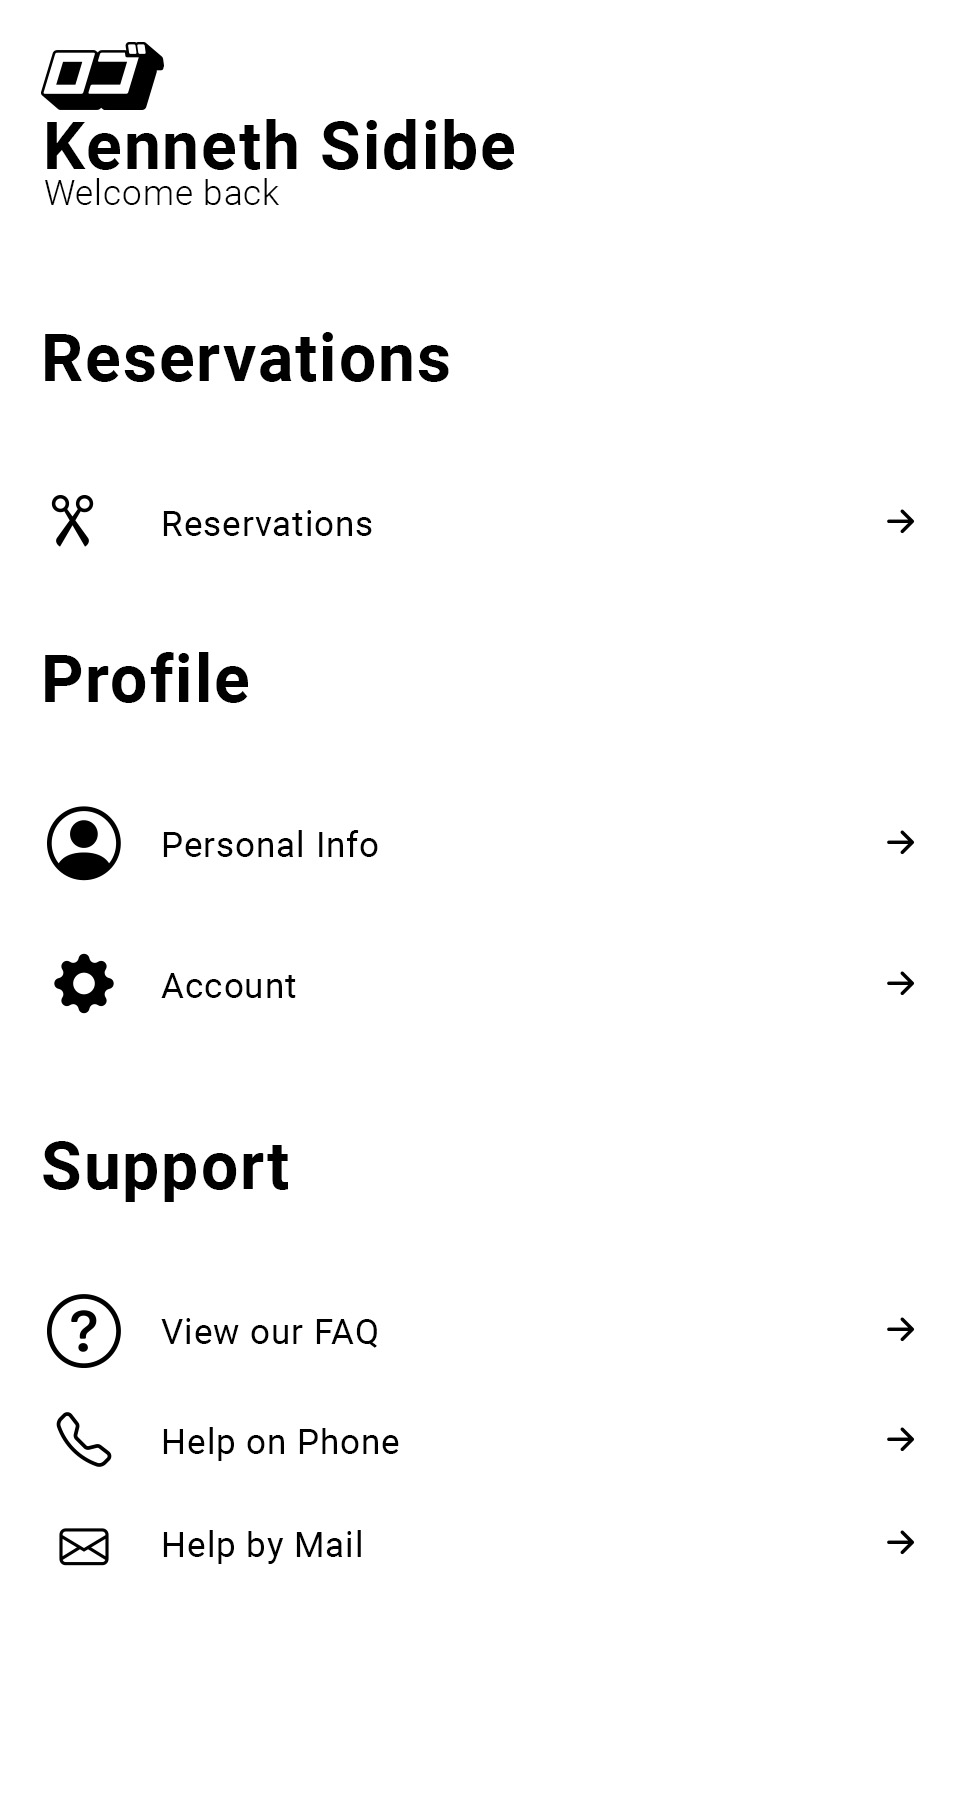 Kenneth Sidibe
Welcome back
Reservations
Reservations
Profile
Personal Info
Account
Support
View our FAQ
Help on Phone
Help by Mail